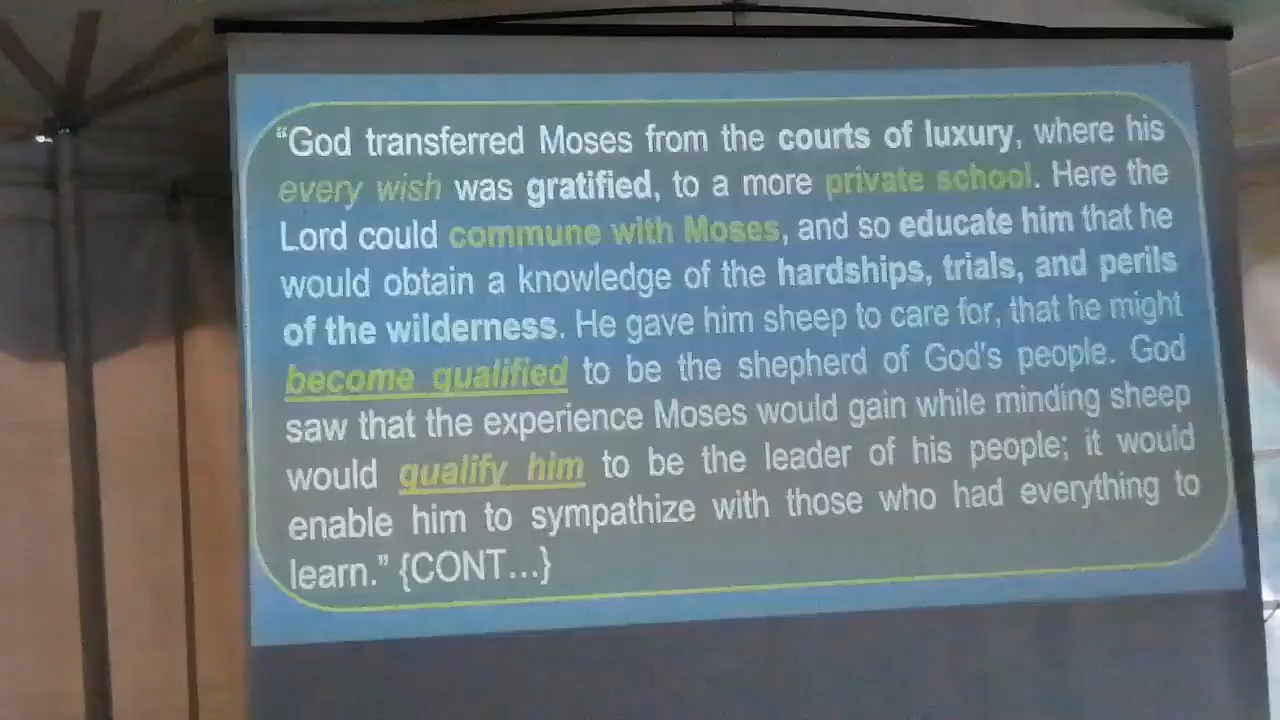 “God transferred Moses from the courts of luxury, where his
every wish was gratified, to a more private school. Here the
Lord could commune with Moses, and so educate him that he
would obtain a knowledge of the hardships, trials, and perils
of the wilderness. He gave him sheep to care for, that he might
become qualified to be the shepherd of God's people. God
saw that the experience Moses would gain while minding sheep
would qualify him to be the leader of his people; it would
enable him to sympathize with those who had everything to
learn.” {CONT...}